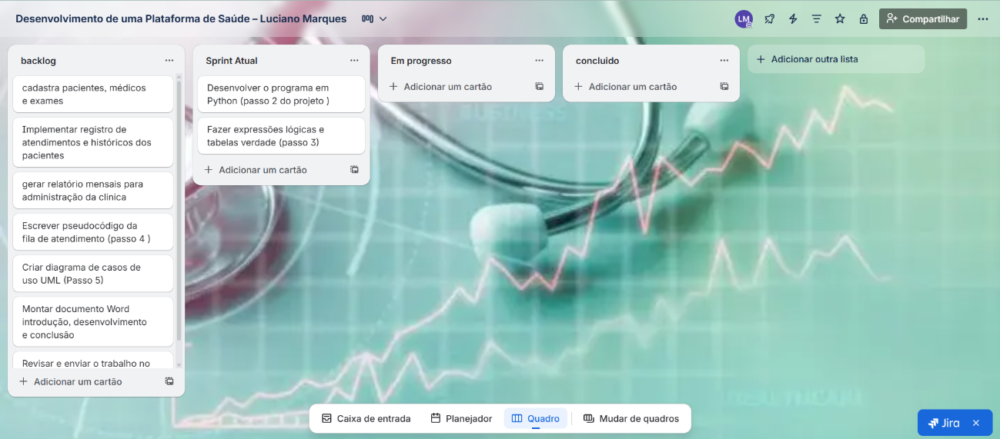 Desenvolvimento de uma Plataforma de Saúde – Luciano Marques
LM
Compartilhar
backlog
cadastra pacientes, médicos
e exames
Implementar registro de
atendimentos e históricos dos
pacientes
gerar relatório mensais para
administração da clinica
Escrever pseudocódigo da
fila de atendimento (passo 4 )
Criar diagrama de casos de
uso UML (Passo 5)
Montar documento Word
introdução, desenvolvimento
e conclusão
Revisar e enviar o trabalho no
Adicionar um cartão
Sprint Atual
Desenvolver o programa em
Python (passo 2 do projeto )
Fazer expressões lógicas e
tabelas verdade (passo 3)
Adicionar um cartão
Em progresso
Adicionar um cartão
concluido
Adicionar um cartão
Adicionar outra lista
BUSINESS
HEALTHCARE
Caixa de entrada
Planejador
Quadro
Mudar de quadros
Jira